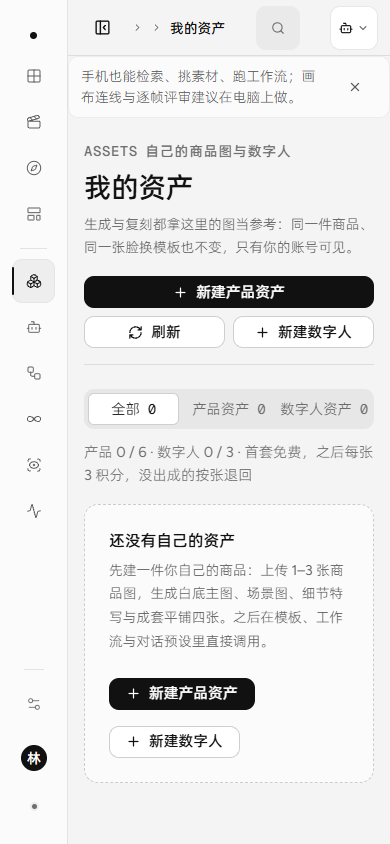 我的资产
手机也能检索、挑素材、跑工作流；画
布连线与逐帧评审建议在电脑上做。
ASSETS 自己的商品图与数字人
我的资产
生成与复刻都拿这里的图当参考：同一件商品、
同一张脸换模板也不变，只有你的账号可见。
新建产品资产
刷新
新建数字人
全部 0
产品资产 0
数字人资产 0
产品 0 / 6 · 数字人 0 / 3 · 首套免费，之后每张
3 积分，没出成的按张退回
还没有自己的资产
先建一件你自己的商品：上传 1–3 张商
品图，生成白底主图、场景图、细节特
写与成套平铺四张。之后在模板、工作
流与对话预设里直接调用。
新建产品资产
新建数字人
林